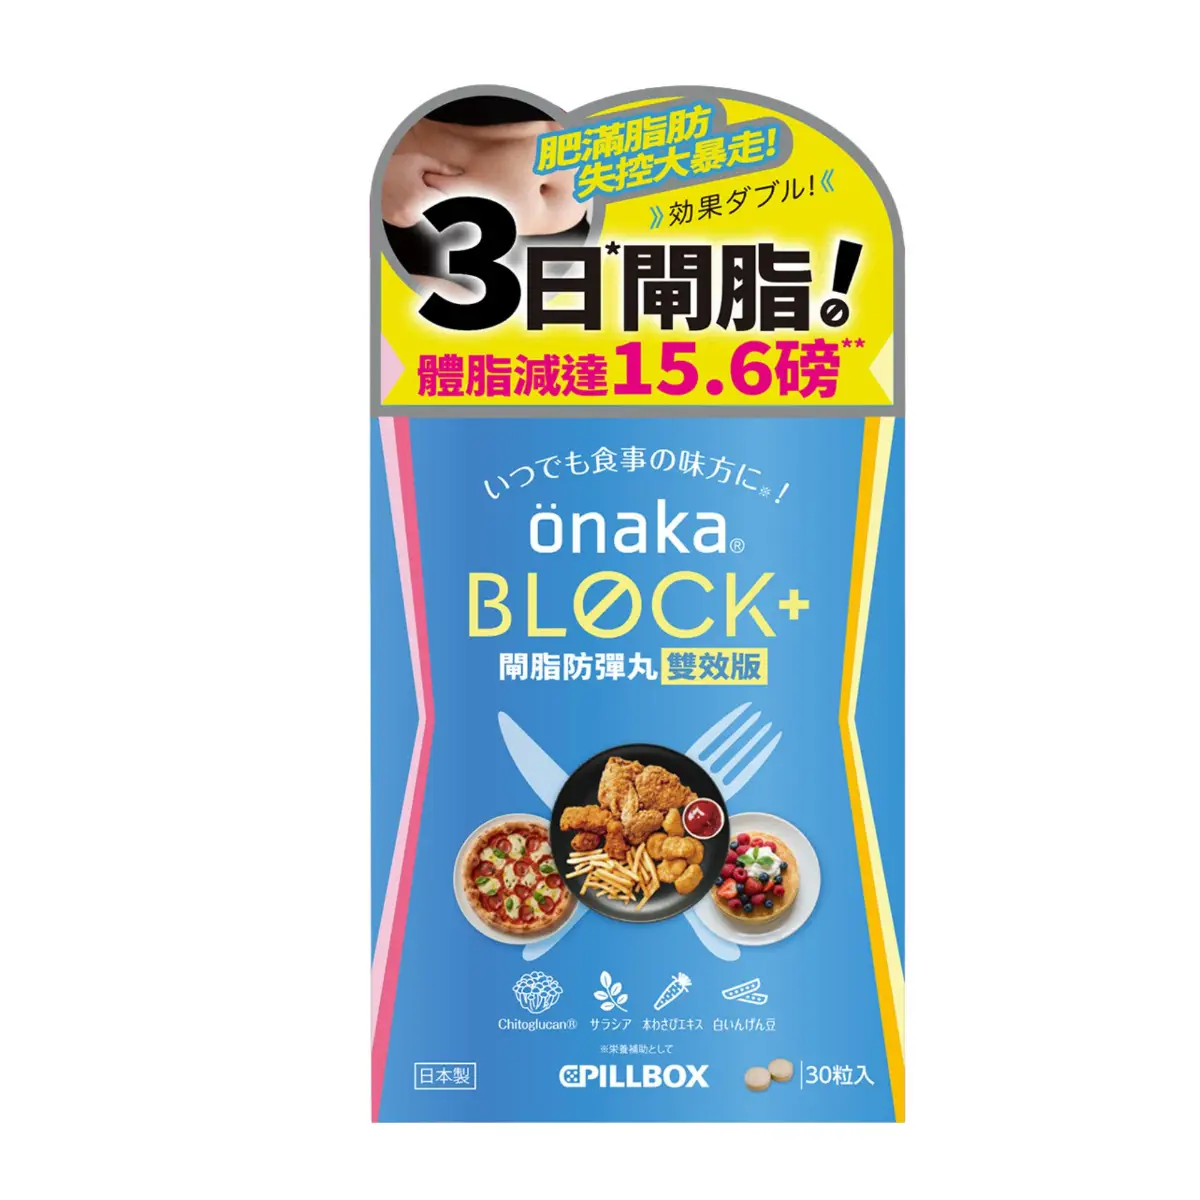 肥滿脂肪
失控大暴走!
》効果ダブル!《
3日*閘脂!
體脂減達15.6磅**
いつでも食事の味方に※!
önaka®
BLOCK+
閘脂防彈丸 雙效版
Chitoglucan® サラシア 本わさびエキス 白いんげん豆
※栄養補助として
日本製 PILLBOX 30粒入